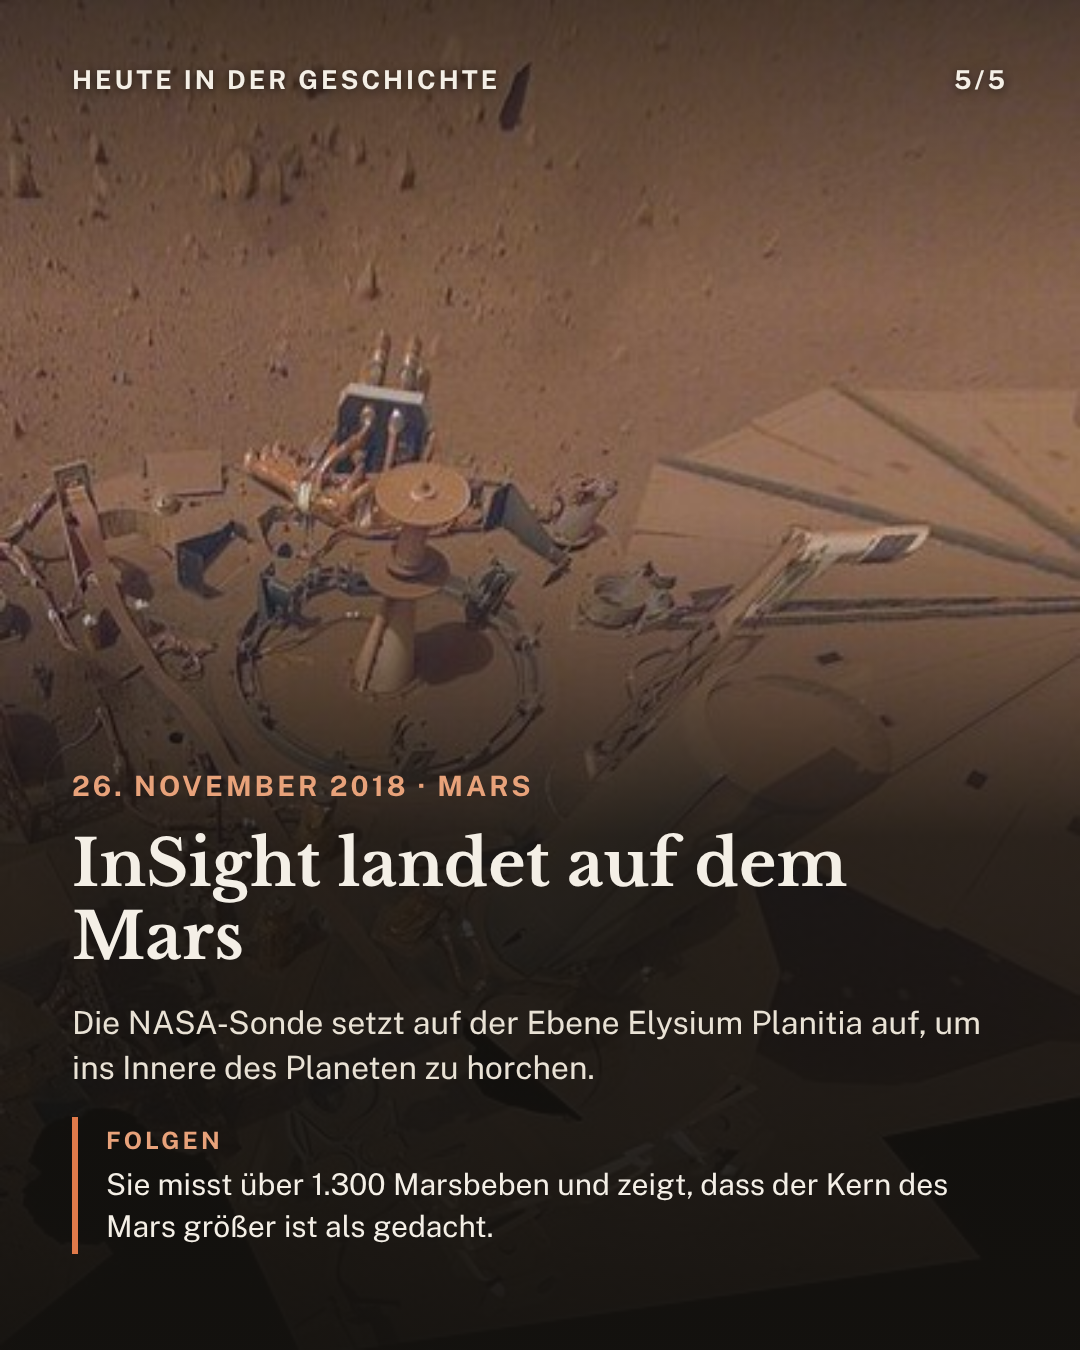 HEUTE IN DER GESCHICHTE
5/5
26. NOVEMBER 2018 · MARS
InSight landet auf dem
Mars
Die NASA-Sonde setzt auf der Ebene Elysium Planitia auf, um
ins Innere des Planeten zu horchen.
FOLGEN
Sie misst über 1.300 Marsbeben und zeigt, dass der Kern des
Mars größer ist als gedacht.